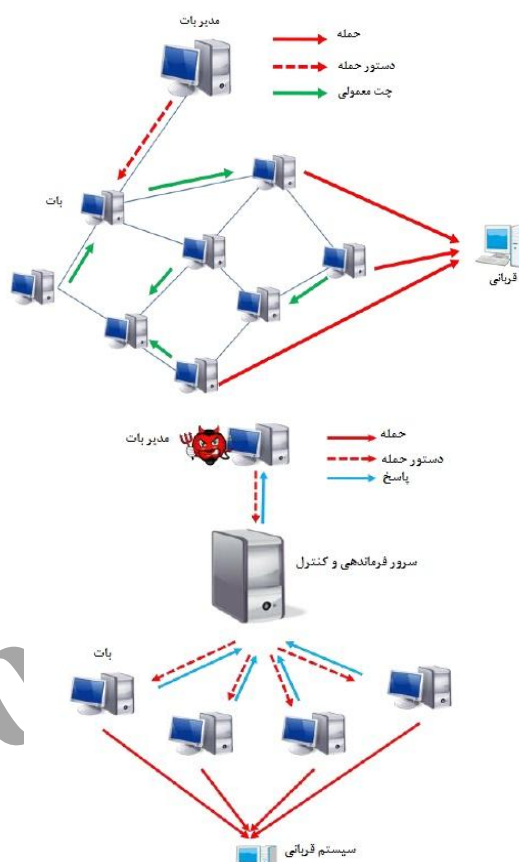 مدیر بات
حمله
دستور حمله
چت معمولی
بات
قربانی
مدیر بات
حمله
دستور حمله
پاسخ
سرور فرماندهی و کنترل
بات
سیستم قربانی